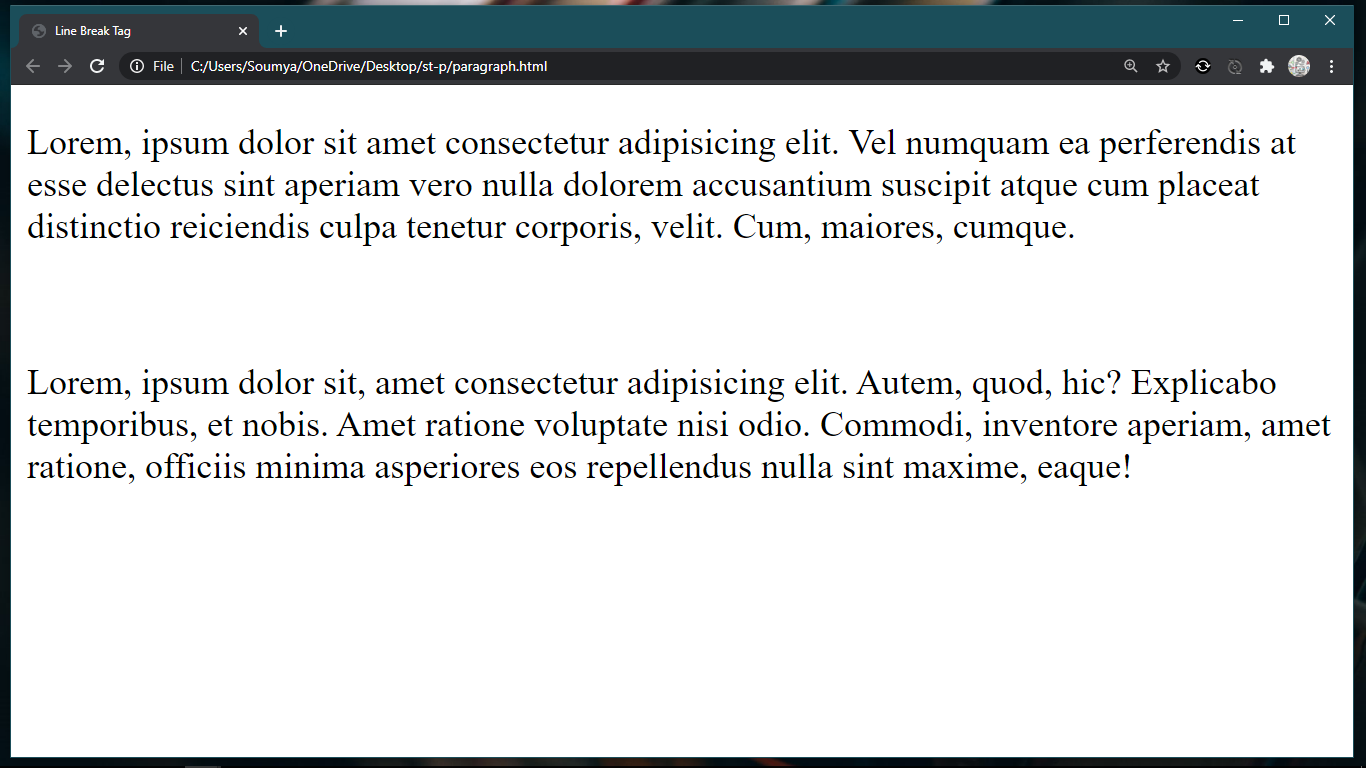 Line Break Tag
File C:/Users/Soumya/OneDrive/Desktop/st-p/paragraph.html
Lorem, ipsum dolor sit amet consectetur adipisicing elit. Vel numquam ea perferendis at
esse delectus sint aperiam vero nulla dolorem accusantium suscipit atque cum placeat
distinctio reiciendis culpa tenetur corporis, velit. Cum, maiores, cumque.
Lorem, ipsum dolor sit, amet consectetur adipisicing elit. Autem, quod, hic? Explicabo
temporibus, et nobis. Amet ratione voluptate nisi odio. Commodi, inventore aperiam, amet
ratione, officiis minima asperiores eos repellendus nulla sint maxime, eaque!